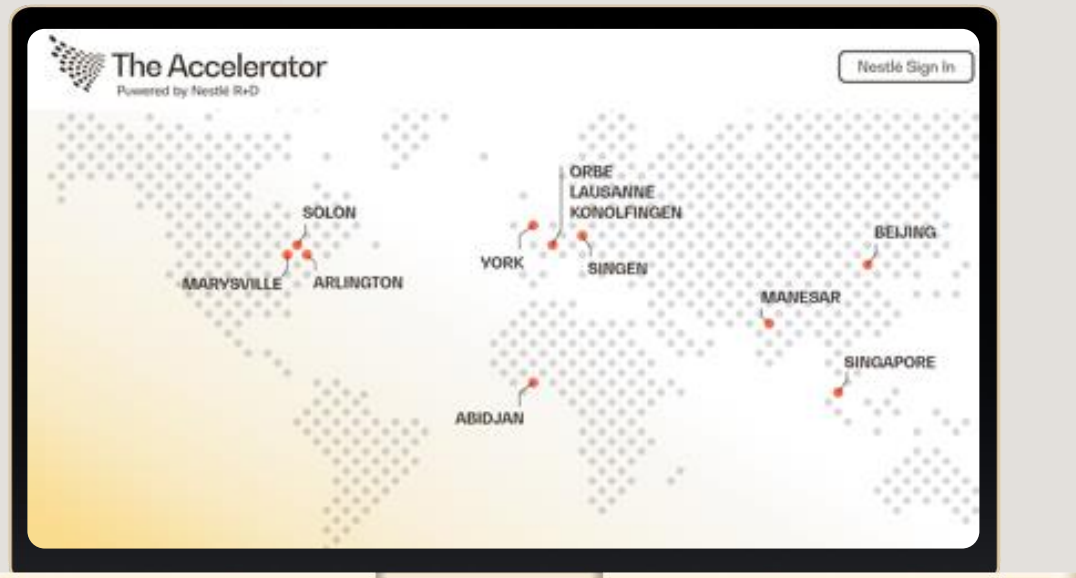 The Accelerator
Powered by Nestlé R+D
Nestlé Sign In
ORBE
LAUSANNE
KONOLFINGEN
SOLON
BEIJING
YORK
SINGEN
MARYSVILLE
ARLINGTON
MANESAR
SINGAPORE
ABIDJAN